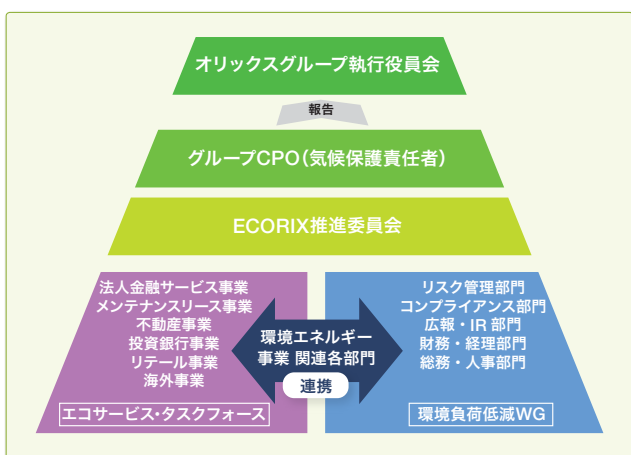 オリックスグループ執行役員会
報告
グループCPO(気候保護責任者)
ECORIX推進委員会
法人金融サービス事業
メンテナンスリース事業
不動産事業
投資銀行事業
リテール事業
海外事業
エコサービス・タスクフォース
環境エネルギー
事業 関連各部門
連携
リスク管理部門
コンプライアンス部門
広報・IR 部門
財務・経理部門
総務・人事部門
環境負荷低減WG